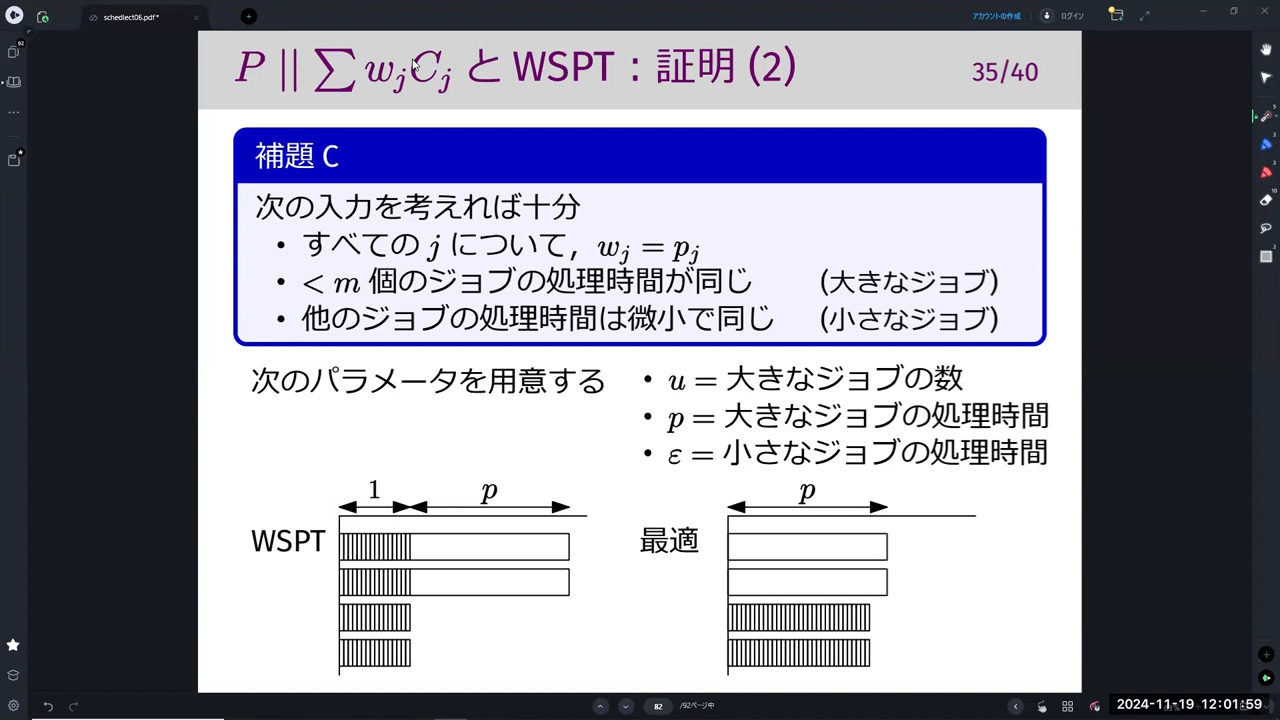 schedlect06.pdf*
アカウントの作成
ログイン
P || ∑ w_j C_j と WSPT：証明 (2)
35/40
補題 C
次の入力を考えれば十分
• すべての j について，w_j = p_j
• < m 個のジョブの処理時間が同じ (大きなジョブ)
• 他のジョブの処理時間は微小で同じ (小さなジョブ)
次のパラメータを用意する
• u = 大きなジョブの数
• p = 大きなジョブの処理時間
• ε = 小さなジョブの処理時間
1 p
WSPT
p
最適
82 /92ページ中
2024-11-19 12:01:59